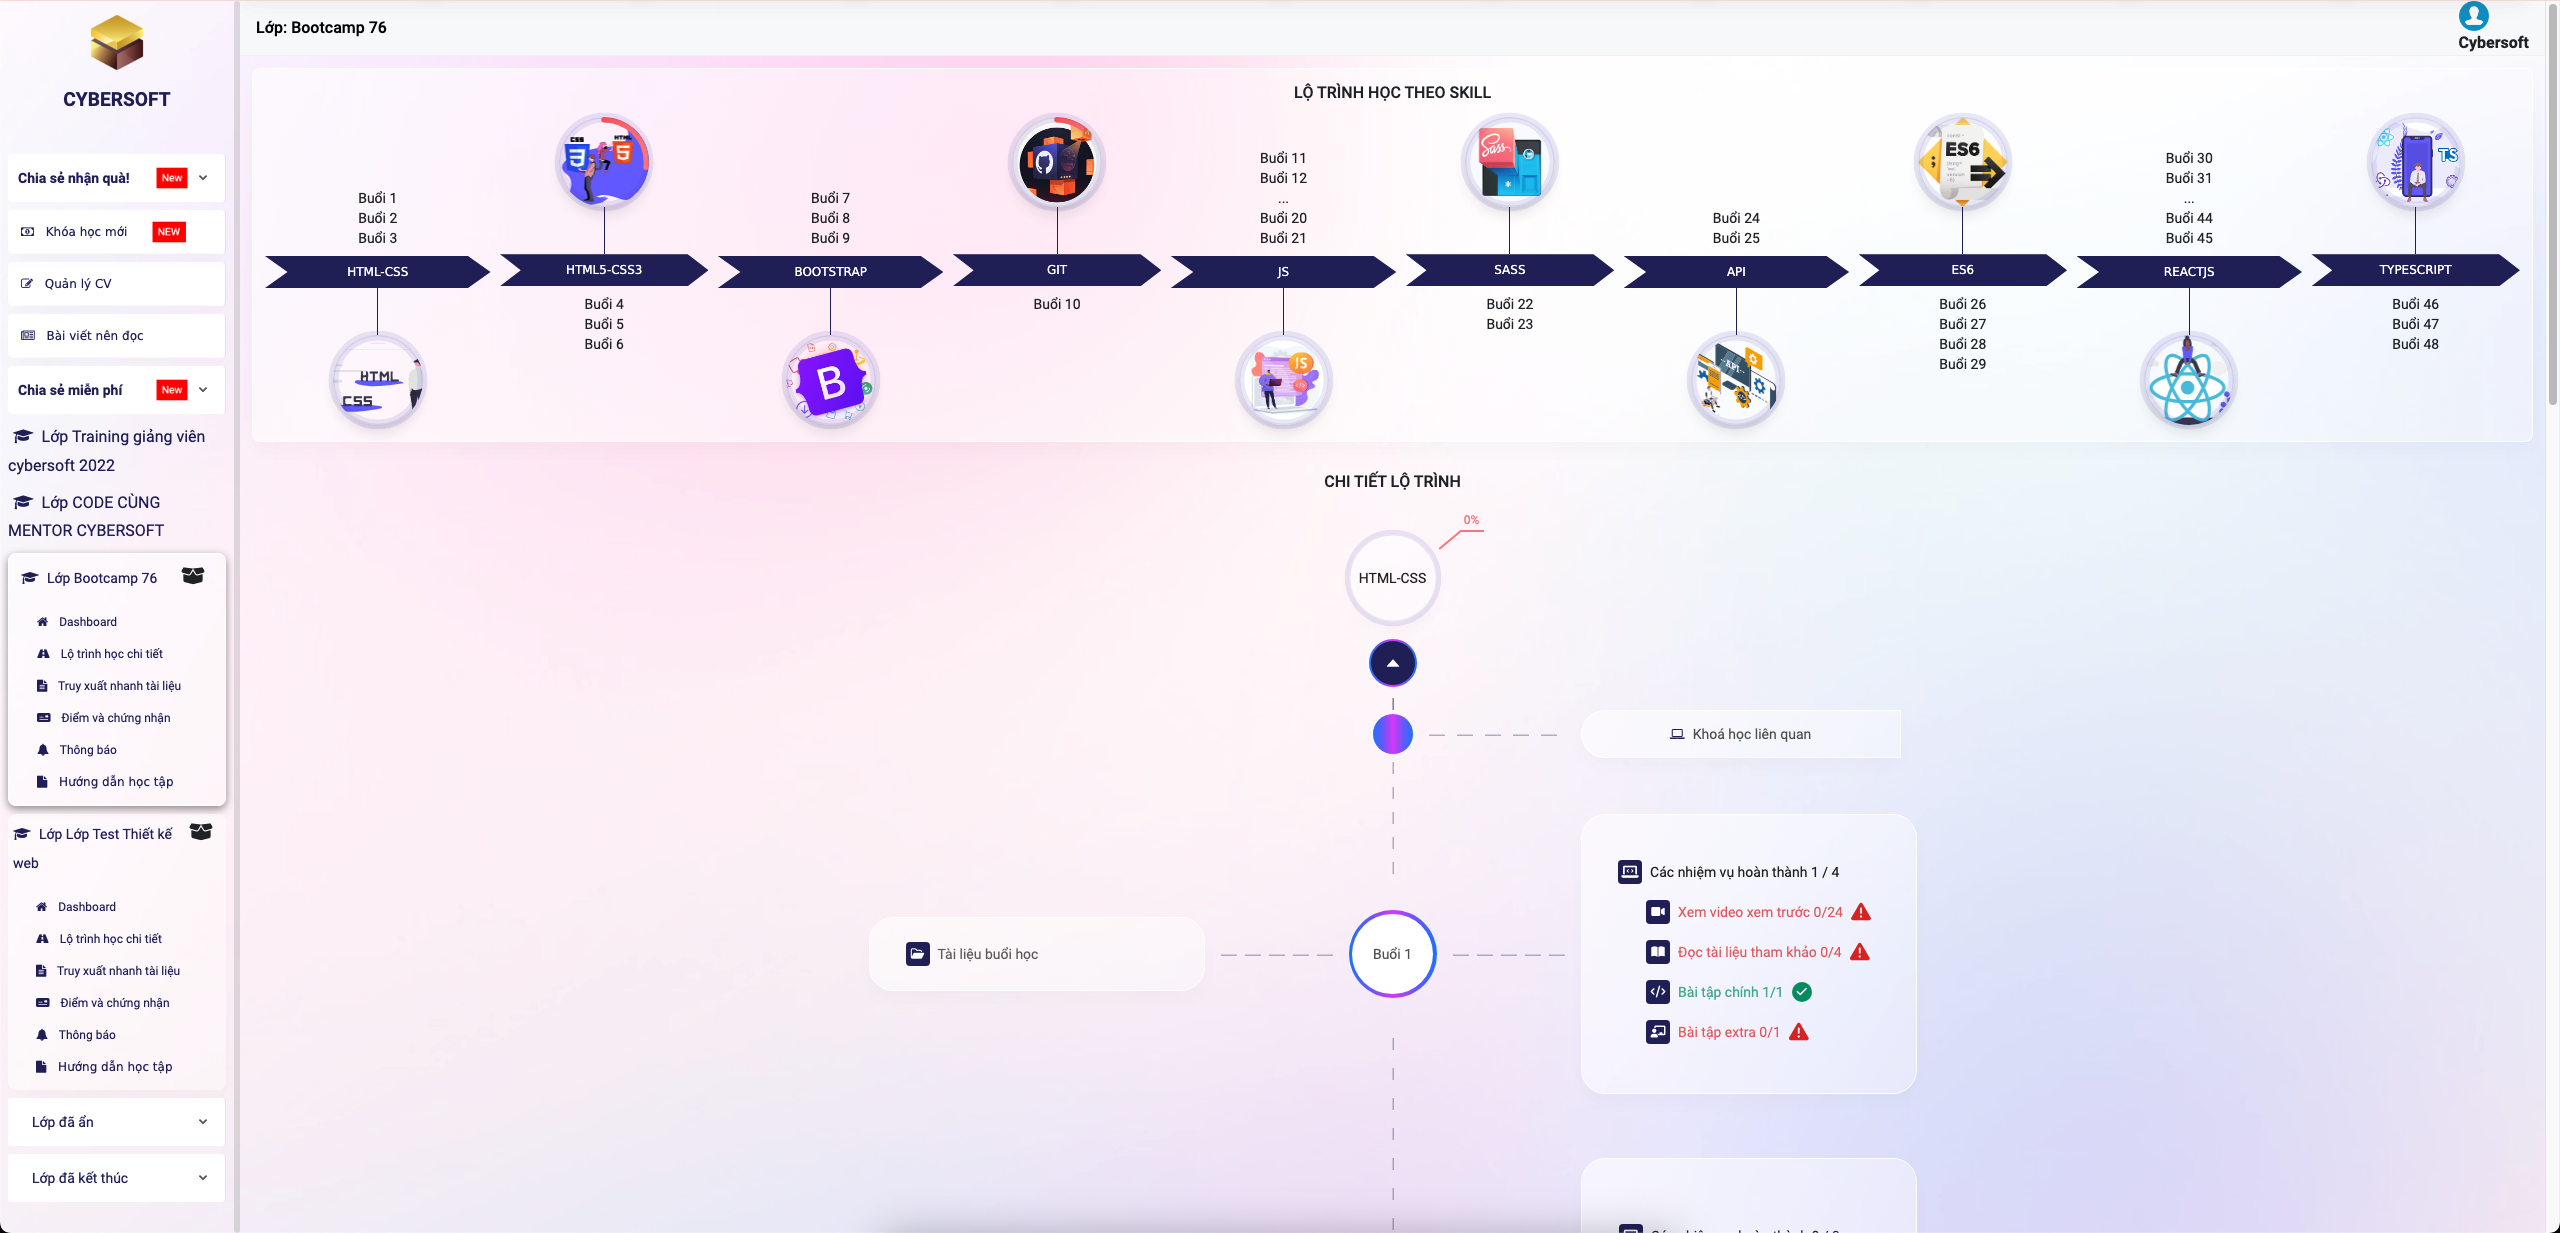 CYBERSOFT
Chia sẻ nhận quà! New
Khóa học mới NEW
Quản lý CV
Bài viết nên đọc
Chia sẻ miễn phí New
Lớp Training giảng viên
cybersoft 2022
Lớp CODE CÙNG
MENTOR CYBERSOFT
Lớp Bootcamp 76
Dashboard
Lộ trình học chi tiết
Truy xuất nhanh tài liệu
Điểm và chứng nhận
Thông báo
Hướng dẫn học tập
Lớp Lớp Test Thiết kế
web
Dashboard
Lộ trình học chi tiết
Truy xuất nhanh tài liệu
Điểm và chứng nhận
Thông báo
Hướng dẫn học tập
Lớp đã ẩn
Lớp đã kết thúc
Lớp: Bootcamp 76
Cybersoft
LỘ TRÌNH HỌC THEO SKILL
Buổi 1
Buổi 2
Buổi 3
HTML-CSS
HTML
CSS
CSS
3
HTML
5
HTML5-CSS3
Buổi 4
Buổi 5
Buổi 6
Buổi 7
Buổi 8
Buổi 9
BOOTSTRAP
B
GIT
Buổi 10
Buổi 11
Buổi 12
...
Buổi 20
Buổi 21
JS
JS
Sass
SASS
Buổi 22
Buổi 23
Buổi 24
Buổi 25
API
API
ES6
ES6
Buổi 26
Buổi 27
Buổi 28
Buổi 29
Buổi 30
Buổi 31
...
Buổi 44
Buổi 45
REACTJS
TS
TYPESCRIPT
Buổi 46
Buổi 47
Buổi 48
CHI TIẾT LỘ TRÌNH
0%
HTML-CSS
Khoá học liên quan
Tài liệu buổi học
Buổi 1
Các nhiệm vụ hoàn thành 1 / 4
Xem video xem trước 0/24
Đọc tài liệu tham khảo 0/4
Bài tập chính 1/1
Bài tập extra 0/1